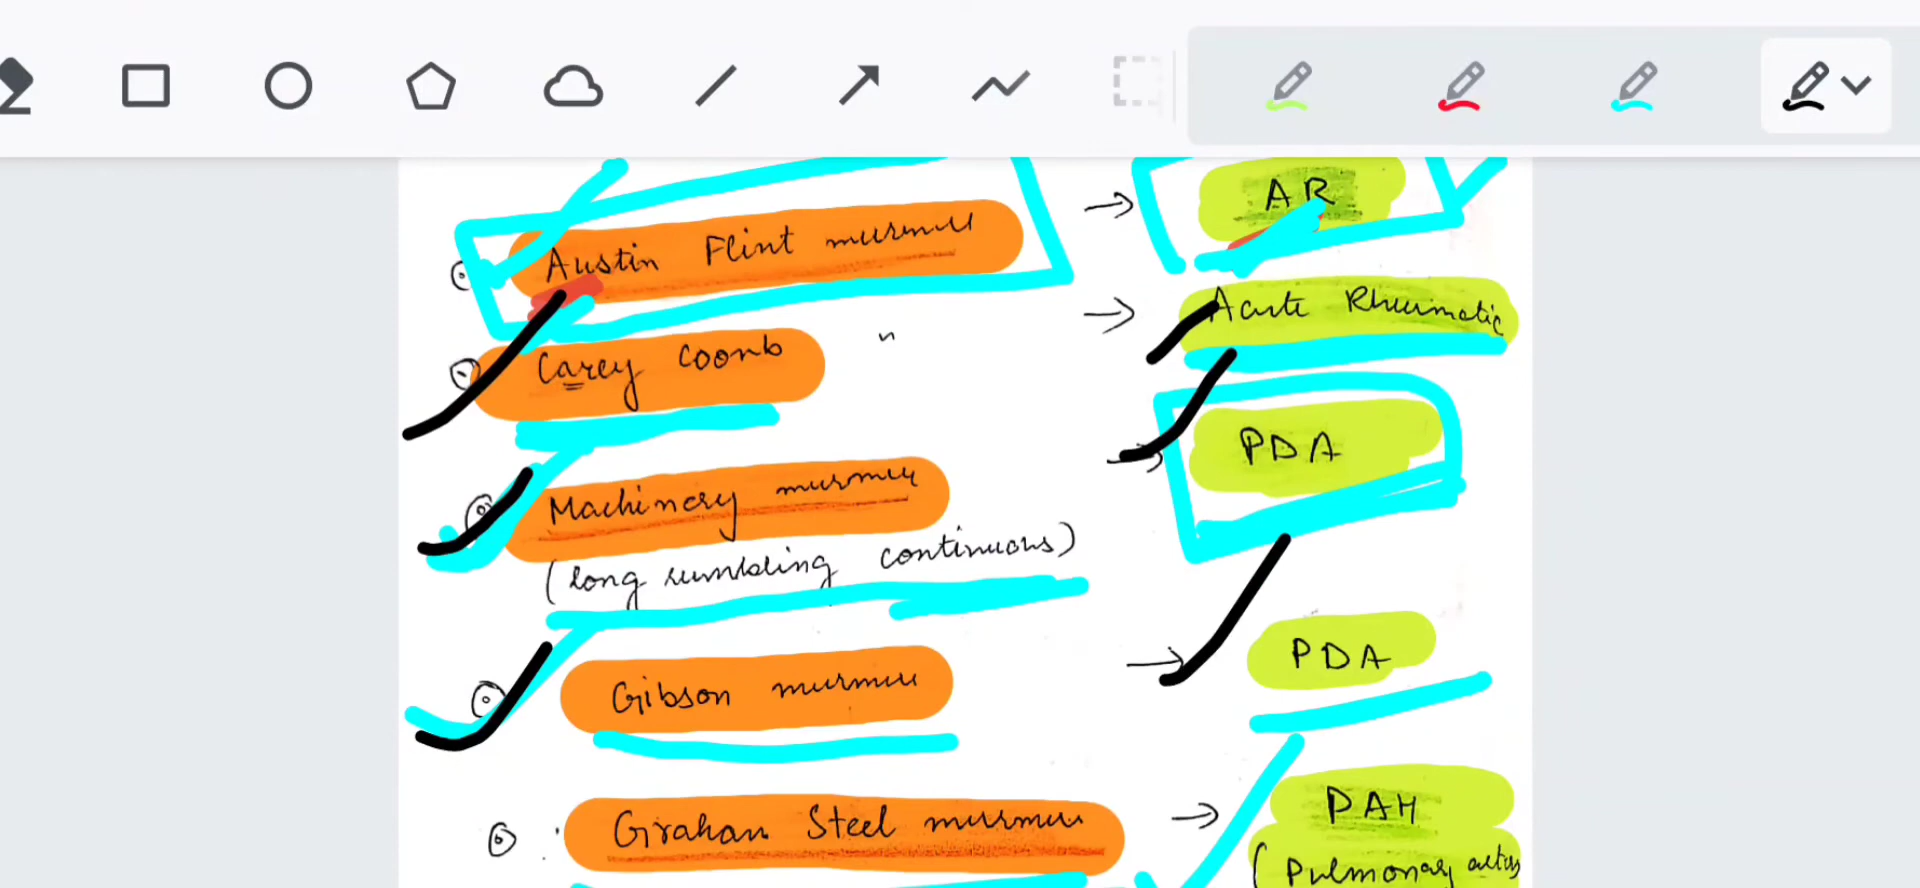 Austin Flint murmur → AR
Carey Coomb " → Acute Rheumatic
Machinery murmur → PDA
(long rumbling continuous)
Gibson murmur → PDA
Graham Steel murmur → PAH
(Pulmonary artery